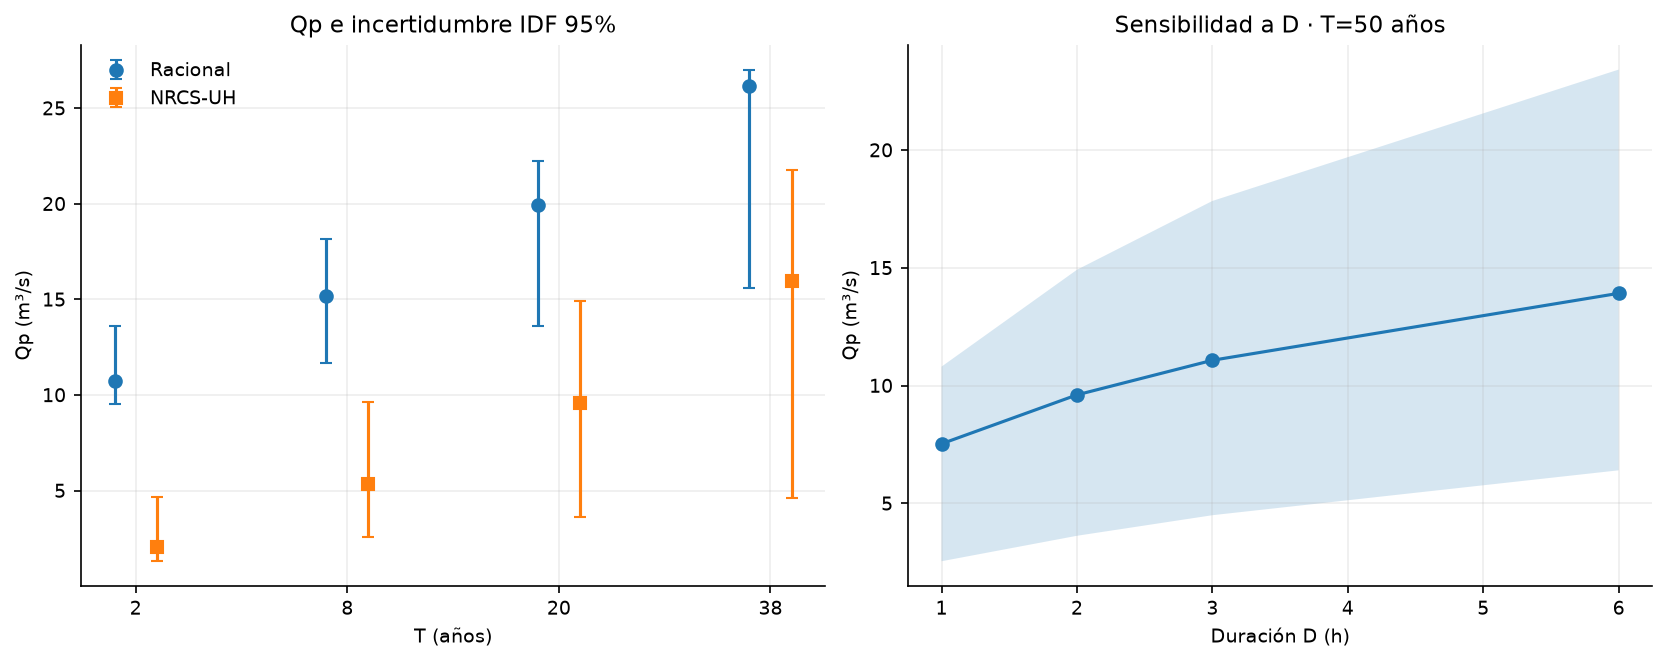 Qp e incertidumbre IDF 95%
Racional
NRCS-UH
Qp (m³/s)
25
20
15
10
5
2
8
20
38
T (años)
Sensibilidad a D · T=50 años
Qp (m³/s)
20
15
10
5
1
2
3
4
5
6
Duración D (h)